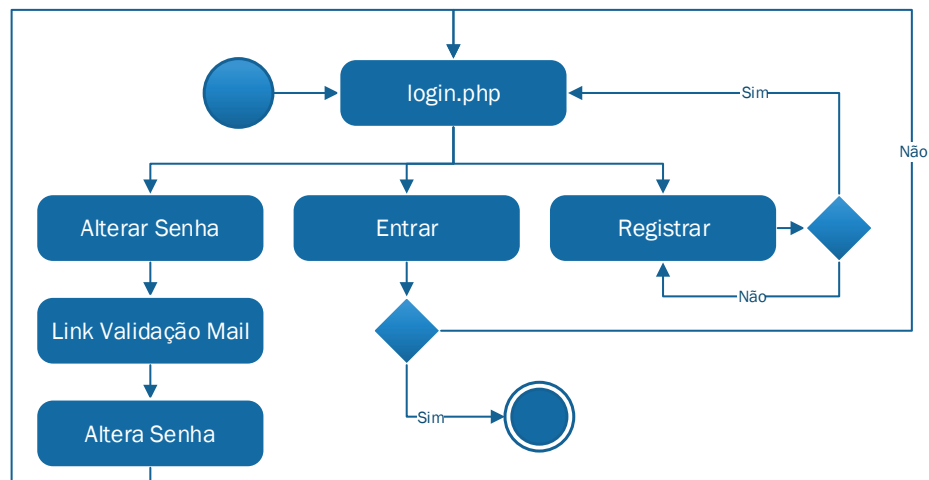 login.php
Sim
Não
Alterar Senha
Entrar
Registrar
Não
Link Validação Mail
Sim
Altera Senha